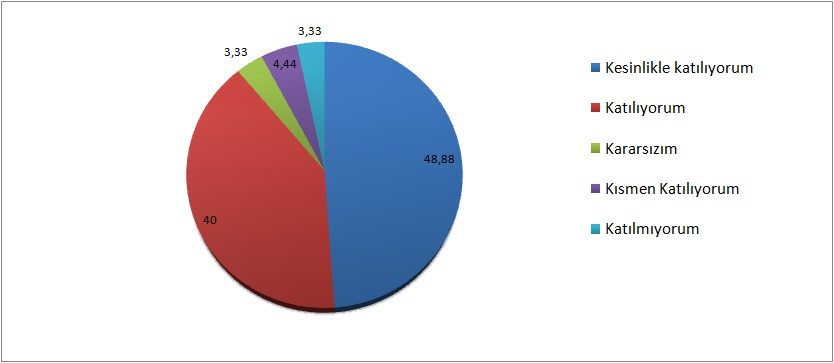 3,33
3,33
4,44
48,88
40
Kesinlikle katılıyorum
Katılıyorum
Kararsızım
Kısmen Katılıyorum
Katılmıyorum